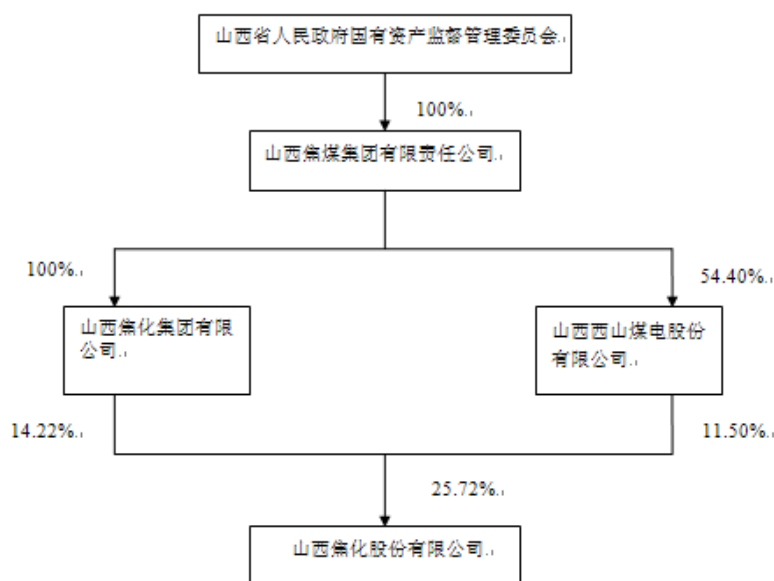 山西省人民政府国有资产监督管理委员会
100%
山西焦煤集团有限责任公司
100%
54.40%
山西焦化集团有限
公司
山西西山煤电股份
有限公司
14.22%
11.50%
25.72%
山西焦化股份有限公司